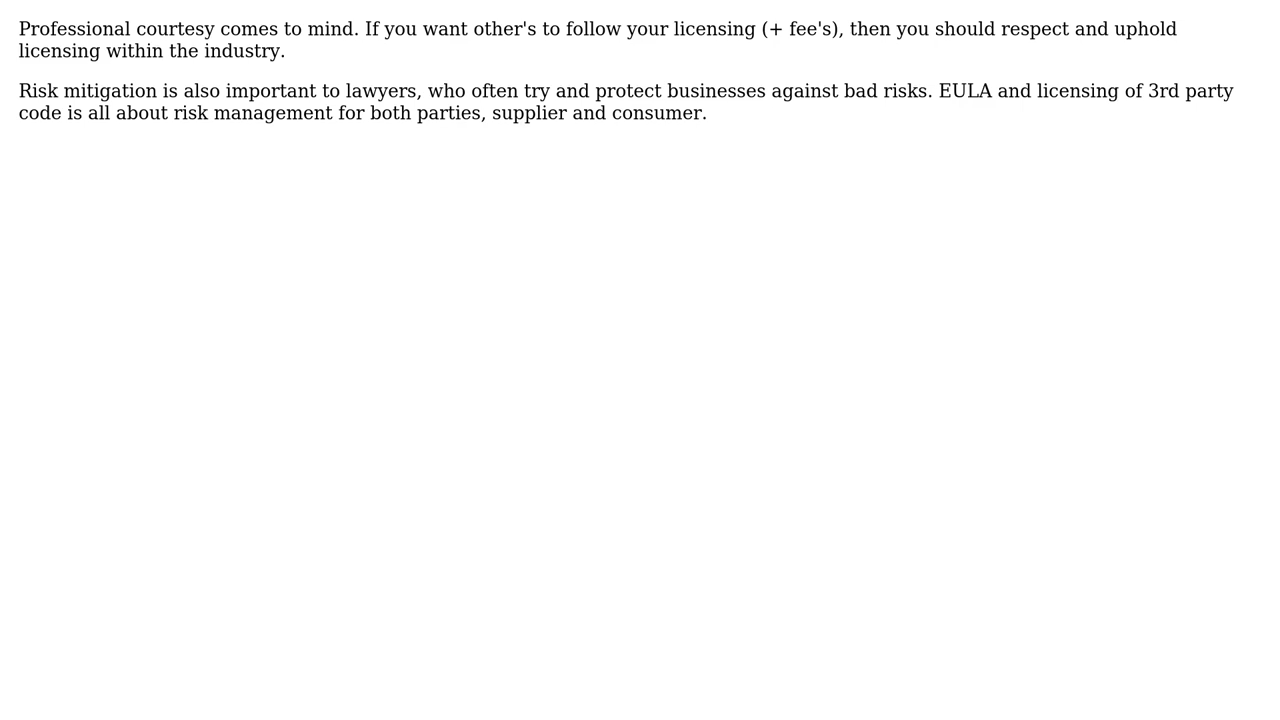 Professional courtesy comes to mind. If you want other's to follow your licensing (+ fee's), then you should respect and uphold
licensing within the industry.
Risk mitigation is also important to lawyers, who often try and protect businesses against bad risks. EULA and licensing of 3rd party
code is all about risk management for both parties, supplier and consumer.